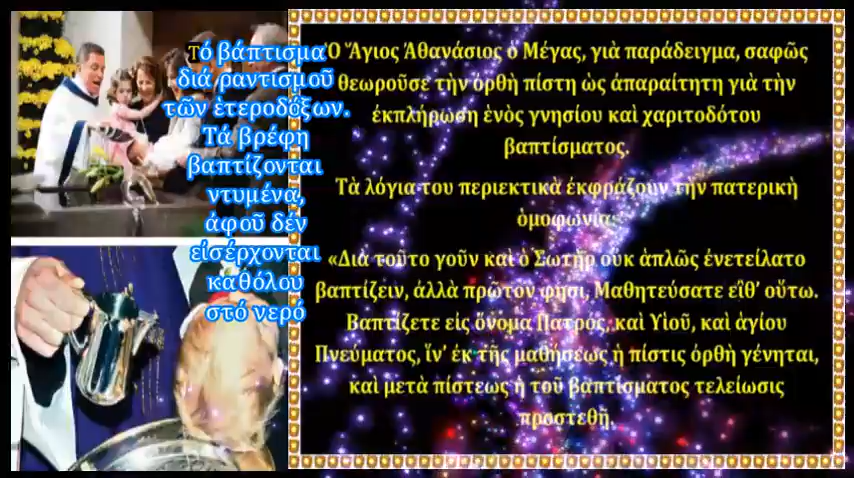 Τό βάπτισμα
διά ραντισμοῦ
τῶν ἑτεροδόξων.
Τά βρέφη
βαπτίζονται
ντυμένα,
ἀφοῦ δέν
εἰσέρχονται
καθόλου
στό νερό
Ὁ Ἅγιος Ἀθανάσιος ὁ Μέγας, γιὰ παράδειγμα, σαφῶς
θεωροῦσε τὴν ὀρθὴ πίστη ὡς ἀπαραίτητη γιὰ τὴν
ἐκπλήρωση ἑνὸς γνησίου καὶ χαριτοδότου
βαπτίσματος.
Τὰ λόγια του περιεκτικὰ ἐκφράζουν τὴν πατερικὴ
ὁμοφωνία:
«Διὰ τοῦτο γοῦν καὶ ὁ Σωτὴρ οὐκ ἁπλῶς ἐνετείλατο
βαπτίζειν, ἀλλὰ πρῶτον φησι, Μαθητεύσατε εἶθ’ οὕτω.
Βαπτίζετε εἰς ὄνομα Πατρος, καὶ Υἱοῦ, καὶ ἁγίου
Πνεύματος, ἵν’ ἐκ τῆς μαθήσεως ἡ πίστις ὀρθὴ γένηται,
καὶ μετὰ πίστεως ἡ τοῦ βαπτίσματος τελείωσις
προστεθῇ.